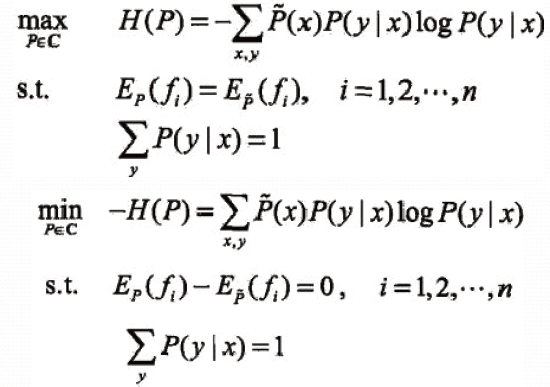 max P∈C H(P) = −∑x,y P̃(x)P(y|x) log P(y|x)
s.t. E_P(f_i) = E_P̃(f_i), i = 1,2,⋯,n
∑y P(y|x) = 1
min P∈C −H(P) = ∑x,y P̃(x)P(y|x) log P(y|x)
s.t. E_P(f_i) − E_P̃(f_i) = 0, i = 1,2,⋯,n
∑y P(y|x) = 1